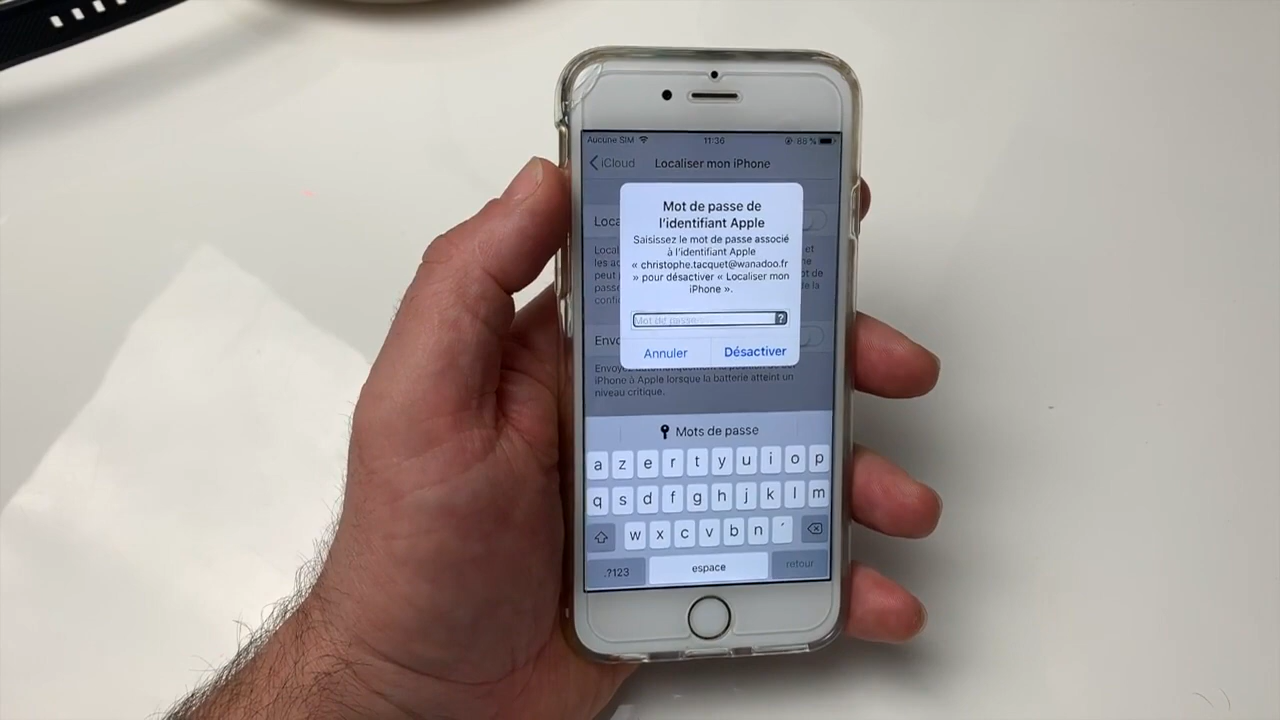 Aucune SIM 11:36 88 %
iCloud Localiser mon iPhone
Mot de passe de
l'identifiant Apple
Saisissez le mot de passe associé
à l'identifiant Apple
« christophe.tacquet@wanadoo.fr
» pour désactiver « Localiser mon
iPhone ».
Mot de passe ?
Annuler Désactiver
iPhone à Apple lorsque la batterie atteint un
niveau critique.
Mots de passe
a z e r t y u i o p
q s d f g h j k l m
w x c v b n ´
.?123 espace retour